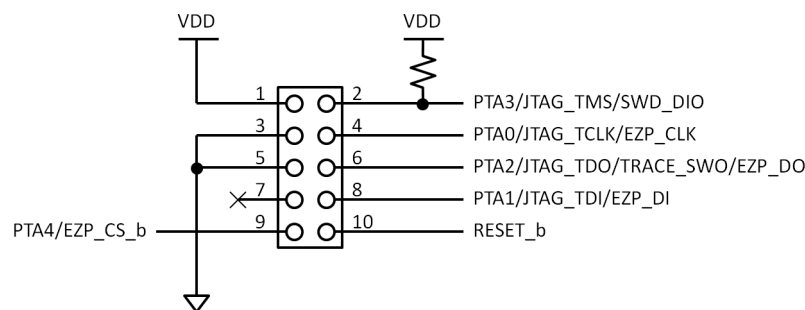 VDD VDD
1 2 PTA3/JTAG_TMS/SWD_DIO
3 4 PTA0/JTAG_TCLK/EZP_CLK
5 6 PTA2/JTAG_TDO/TRACE_SWO/EZP_DO
7 8 PTA1/JTAG_TDI/EZP_DI
PTA4/EZP_CS_b 9 10 RESET_b